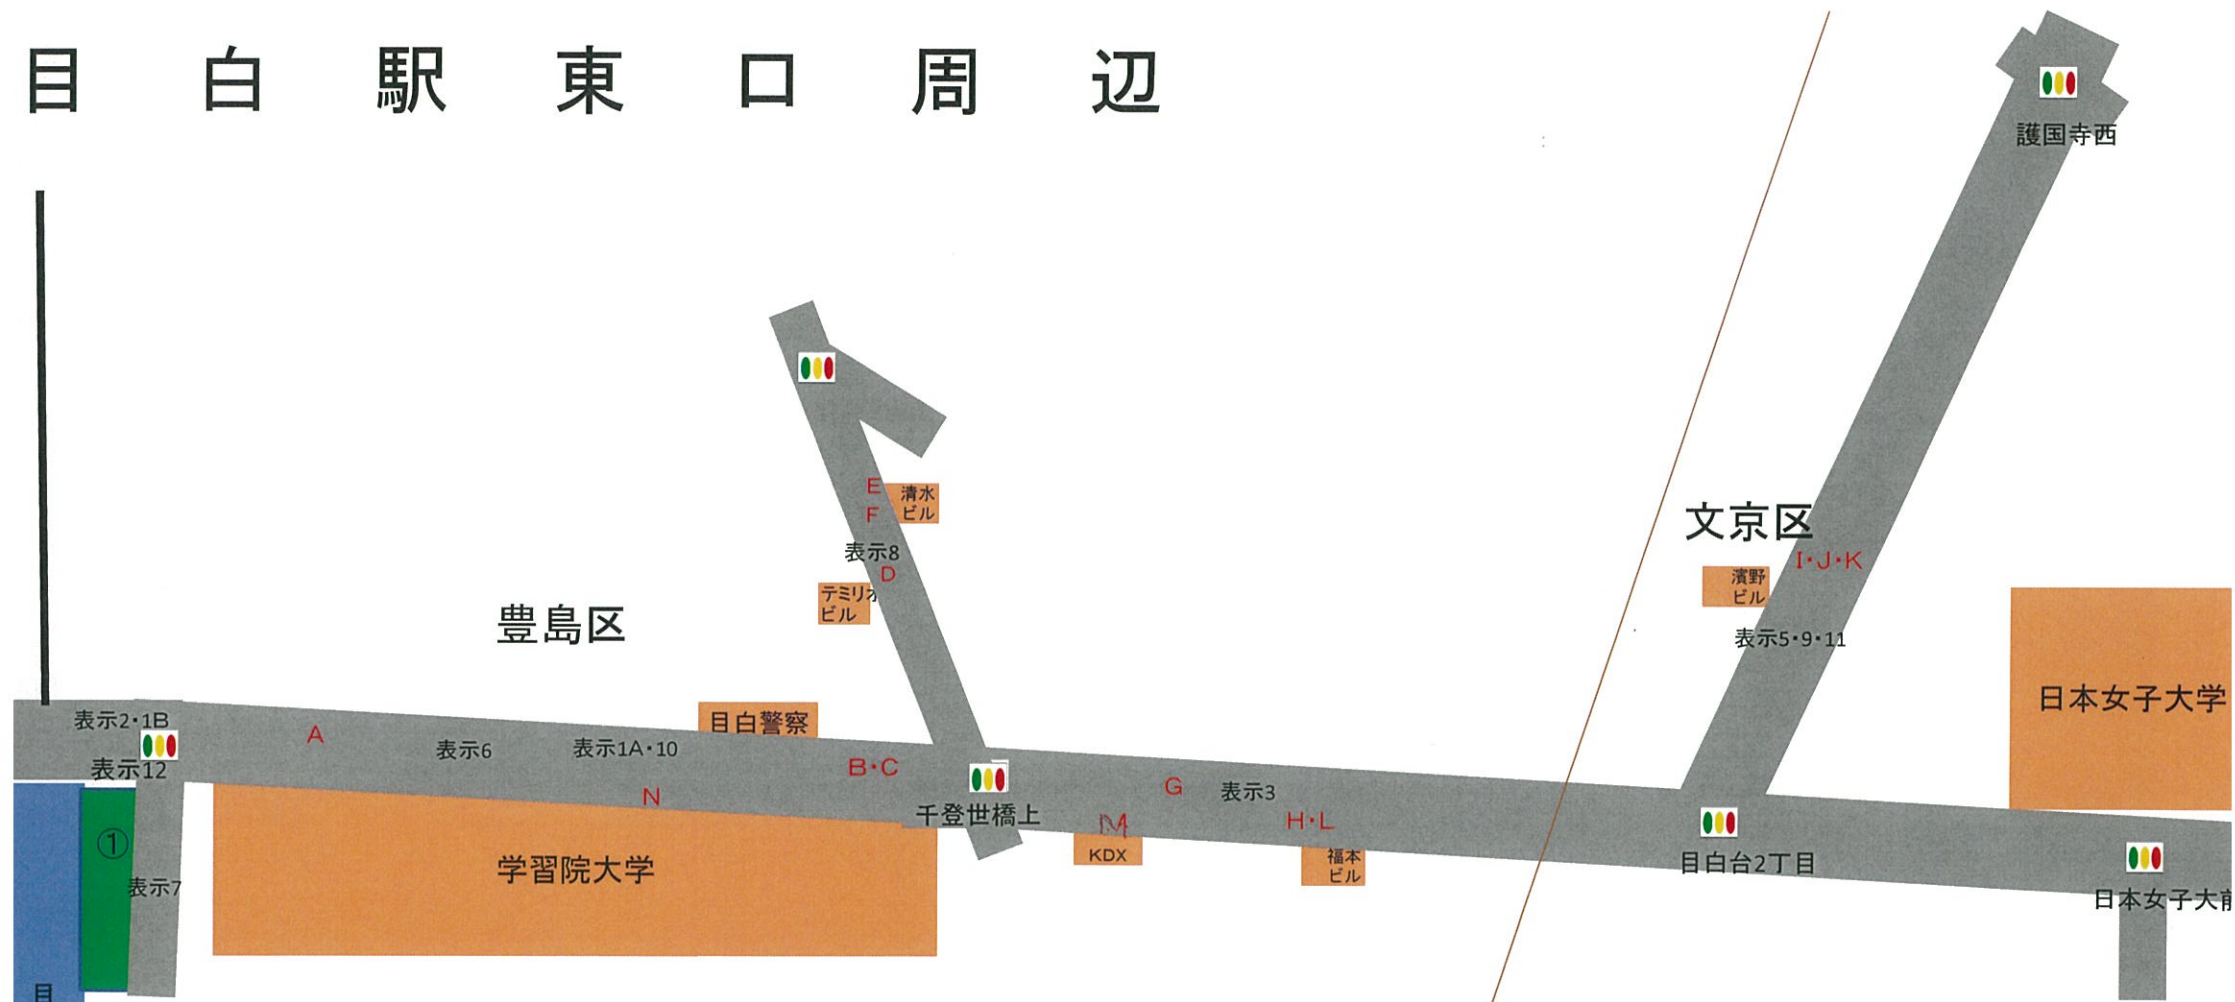 目白駅東口周辺
護国寺西
E
清水
ビル
F
表示8
D
テミリオ
ビル
文京区
I・J・K
濱野
ビル
表示5・9・11
豊島区
日本女子大学
目白警察
表示2・1B
A
表示6
表示1A・10
B・C
表示12
N
千登世橋上
G
表示3
M
H・L
KDX
福本
ビル
目白台2丁目
①
表示7
学習院大学
日本女子大前
目